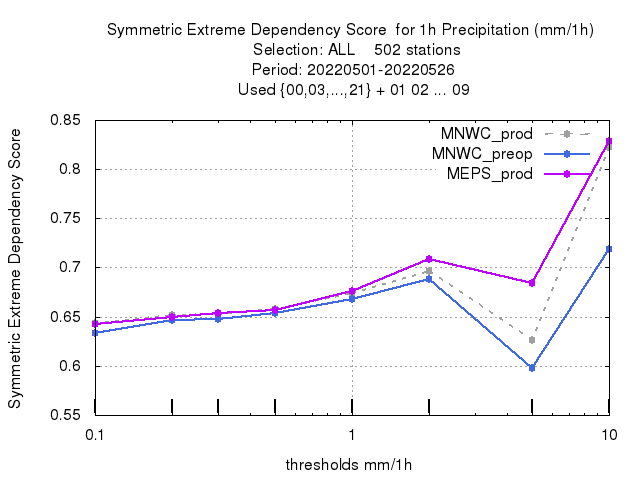 Symmetric Extreme Dependency Score  for 1h Precipitation (mm/1h)
Selection: ALL    502 stations
Period: 20220501-20220526
Used {00,03,...,21} + 01 02 ... 09
Symmetric Extreme Dependency Score
0.85
0.8
0.75
0.7
0.65
0.6
0.55
MNWC_prod
MNWC_preop
MEPS_prod
0.1 1 10
thresholds mm/1h